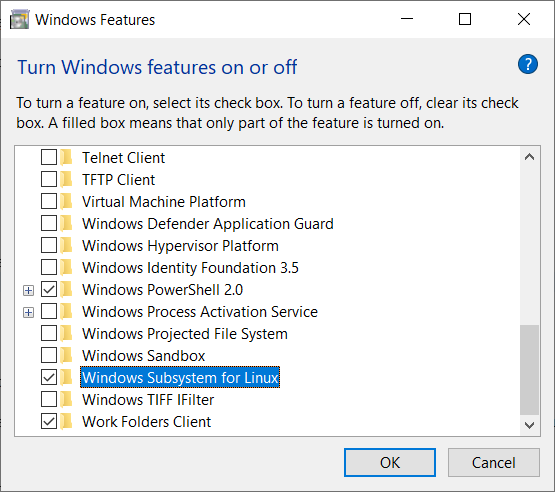 Windows Features
Turn Windows features on or off
?
To turn a feature on, select its check box. To turn a feature off, clear its check
box. A filled box means that only part of the feature is turned on.
Telnet Client
TFTP Client
Virtual Machine Platform
Windows Defender Application Guard
Windows Hypervisor Platform
Windows Identity Foundation 3.5
Windows PowerShell 2.0
Windows Process Activation Service
Windows Projected File System
Windows Sandbox
Windows Subsystem for Linux
Windows TIFF IFilter
Work Folders Client
OK
Cancel